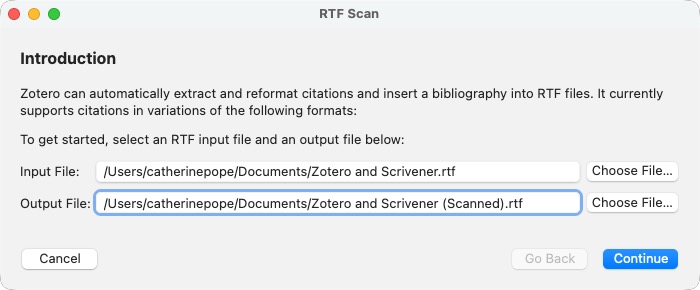 RTF Scan
Introduction
Zotero can automatically extract and reformat citations and insert a bibliography into RTF files. It currently
supports citations in variations of the following formats:
To get started, select an RTF input file and an output file below:
Input File: /Users/catherinepope/Documents/Zotero and Scrivener.rtf Choose File...
Output File: /Users/catherinepope/Documents/Zotero and Scrivener (Scanned).rtf Choose File...
Cancel Go Back Continue